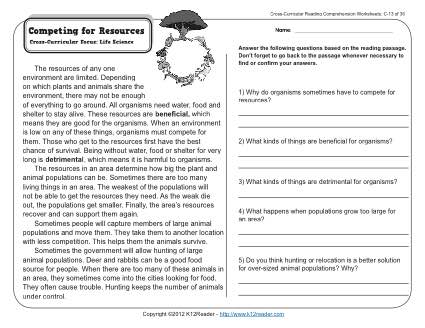 Cross-Curricular Reading Comprehension Worksheets: C-13 of 36
Competing for Resources
Cross-Curricular Focus: Life Science
Name:
The resources of any one
environment are limited. Depending
on which plants and animals share the
environment, there may not be enough
of everything to go around. All organisms need water, food and
shelter to stay alive. These resources are beneficial, which
means they are good for the organisms. When an environment
is low on any of these things, organisms must compete for
them. Those who get to the resources first have the best
chance of survival. Being without water, food or shelter for very
long is detrimental, which means it is harmful to organisms.
The resources in an area determine how big the plant and
animal populations can be. Sometimes there are too many
living things in an area. The weakest of the populations will
not be able to get the resources they need. As the weak die
out, the populations get smaller. Finally, the area's resources
recover and can support them again.
Sometimes people will capture members of large animal
populations and move them. They take them to another location
with less competition. This helps them the animals survive.
Sometimes the government will allow hunting of large
animal populations. Deer and rabbits can be a good food
source for people. When there are too many of these animals in
an area, they sometimes come into the cities looking for food.
They often cause trouble. Hunting keeps the number of animals
under control.
Answer the following questions based on the reading passage.
Don't forget to go back to the passage whenever necessary to
find or confirm your answers.
1) Why do organisms sometimes have to compete for
resources?
2) What kinds of things are beneficial for organisms?
3) What kinds of things are detrimental for organisms?
4) What happens when populations grow too large for
an area?
5) Do you think hunting or relocation is a better solution
for over-sized animal populations? Why?
Copyright ©2012 K12Reader - http://www.k12reader.com